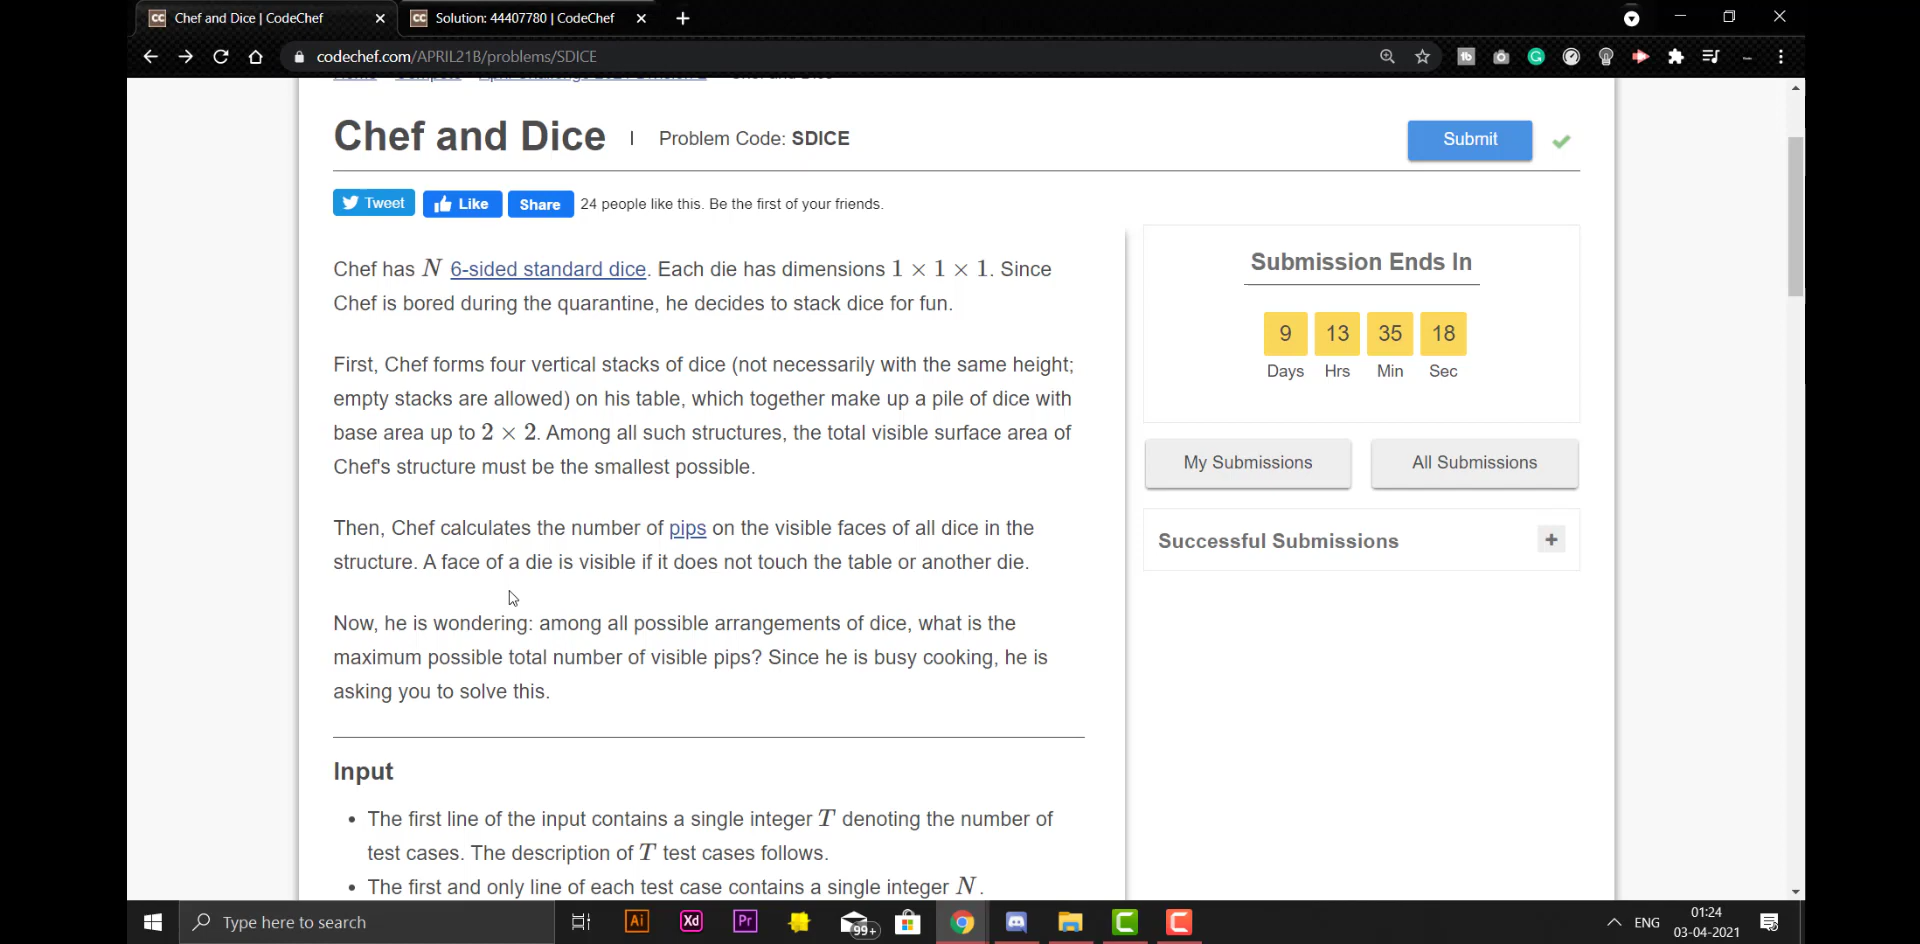 Chef and Dice | CodeChef
Solution: 44407780 | CodeChef
codechef.com/APRIL21B/problems/SDICE
Chef and Dice | Problem Code: SDICE
Submit
Tweet Like Share 24 people like this. Be the first of your friends.
Chef has N 6-sided standard dice. Each die has dimensions 1 × 1 × 1. Since
Chef is bored during the quarantine, he decides to stack dice for fun.
First, Chef forms four vertical stacks of dice (not necessarily with the same height;
empty stacks are allowed) on his table, which together make up a pile of dice with
base area up to 2 × 2. Among all such structures, the total visible surface area of
Chef's structure must be the smallest possible.
Then, Chef calculates the number of pips on the visible faces of all dice in the
structure. A face of a die is visible if it does not touch the table or another die.
Now, he is wondering: among all possible arrangements of dice, what is the
maximum possible total number of visible pips? Since he is busy cooking, he is
asking you to solve this.
Input
• The first line of the input contains a single integer T denoting the number of
test cases. The description of T test cases follows.
• The first and only line of each test case contains a single integer N.
Submission Ends In
9 13 35 18
Days Hrs Min Sec
My Submissions All Submissions
Successful Submissions +
Type here to search
Ai Xd Pr 99+
ENG
01:24
03-04-2021